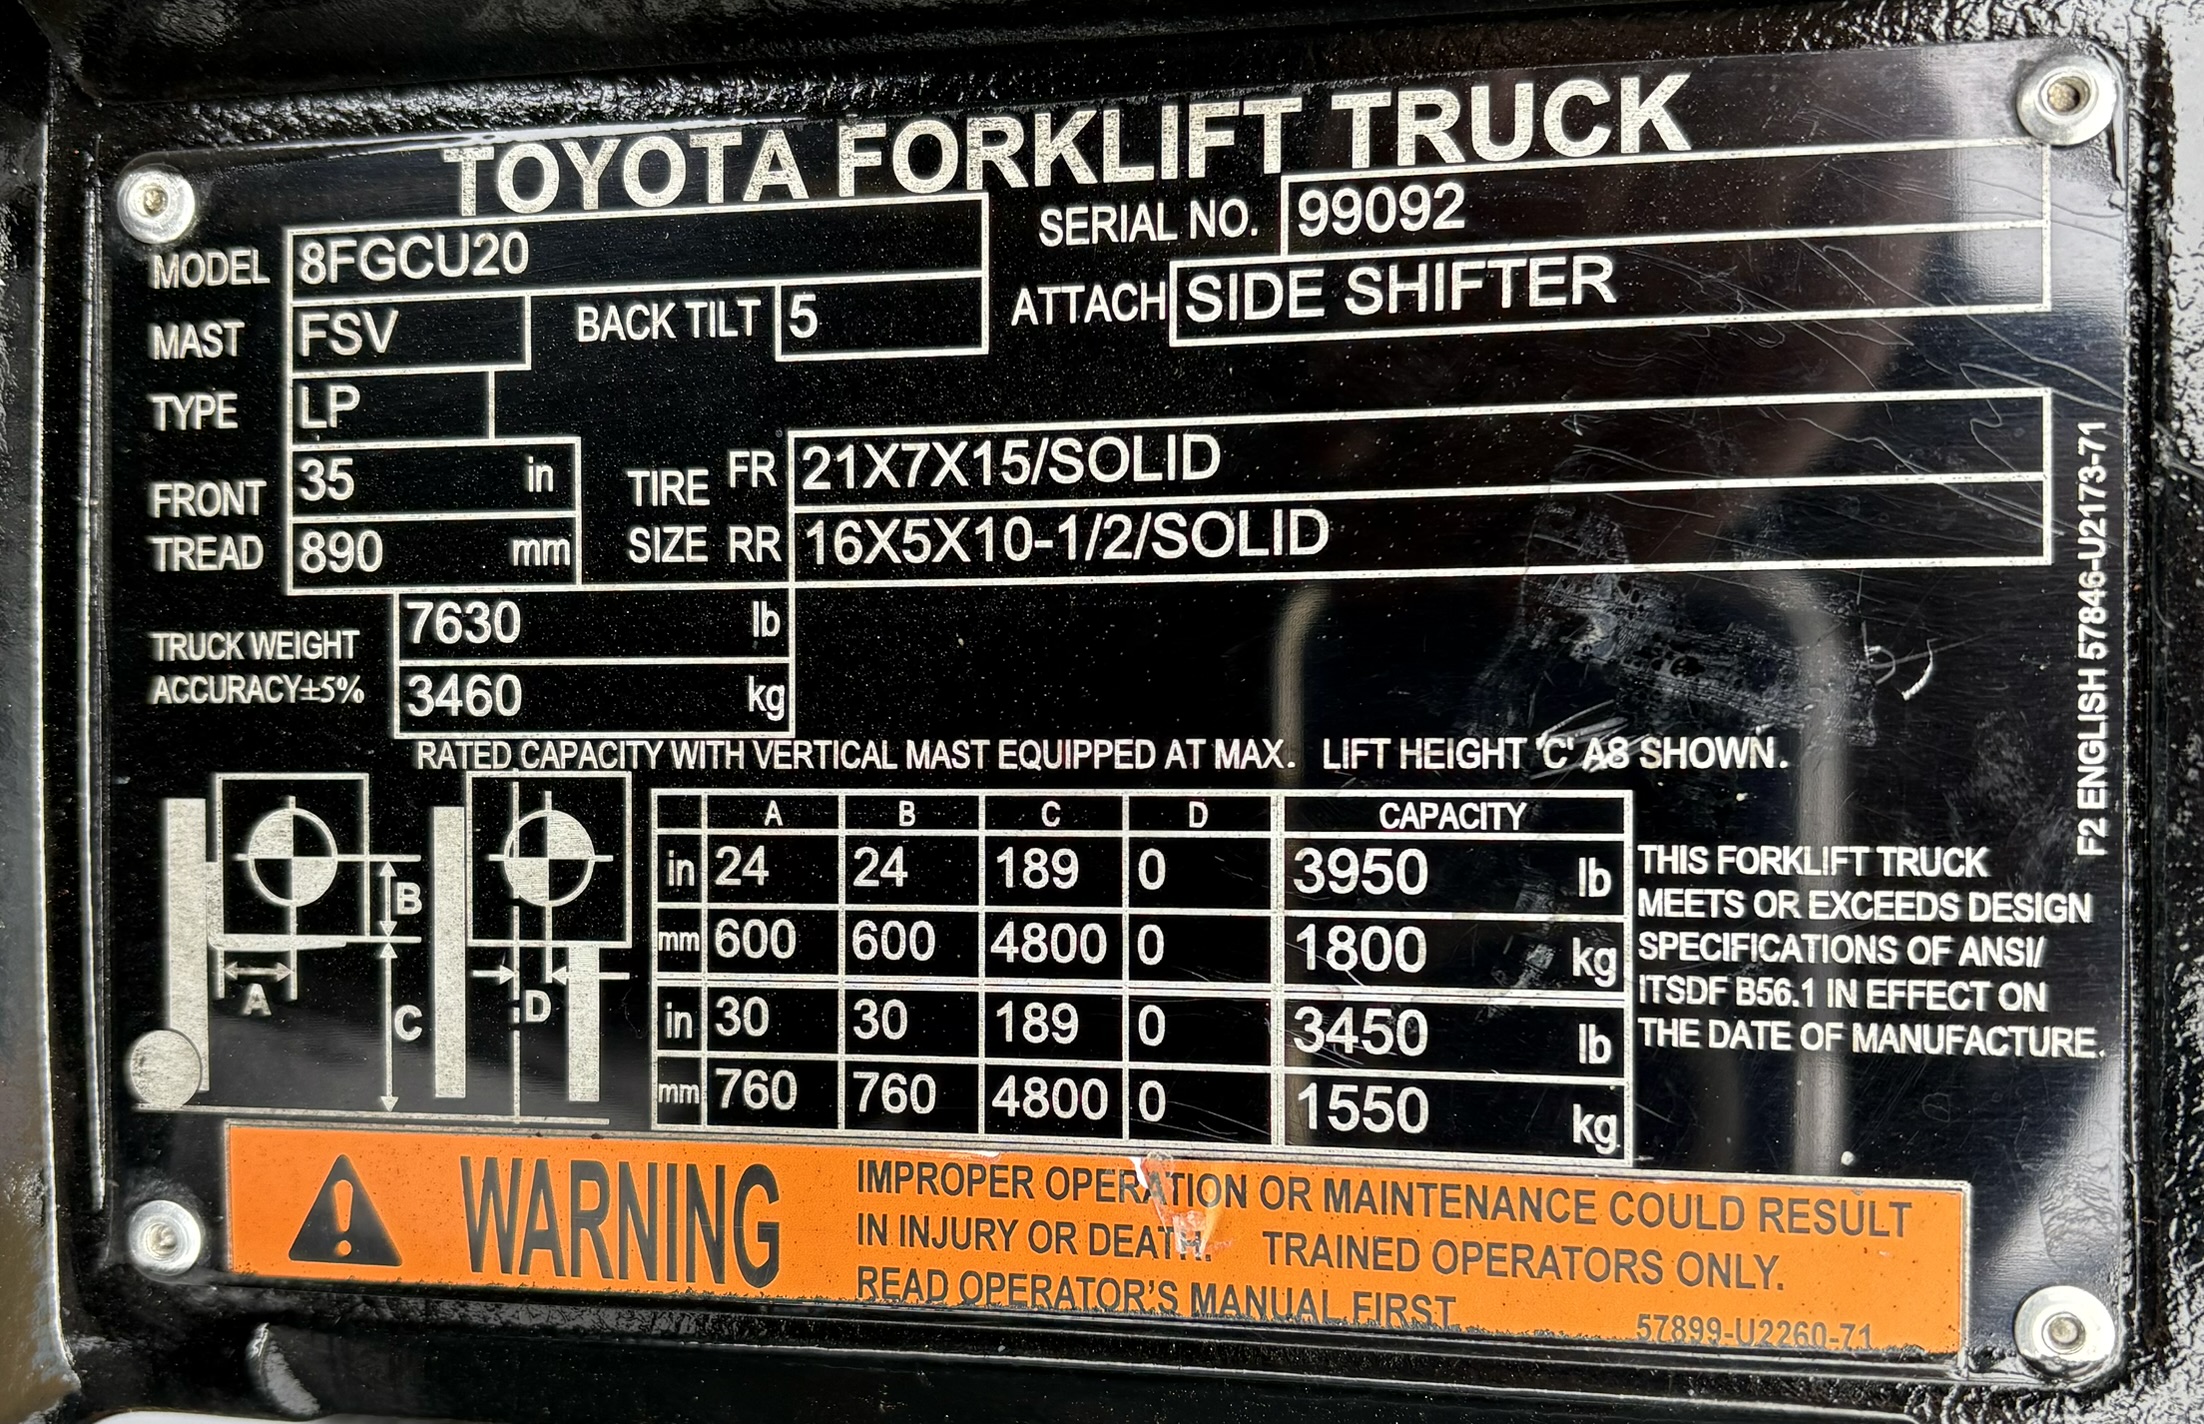 TOYOTA FORKLIFT TRUCK
MODEL 8FGCU20 SERIAL NO. 99092
MAST FSV BACK TILT 5 ATTACH SIDE SHIFTER
TYPE LP
FRONT TREAD 35 in TIRE SIZE FR 21X7X15/SOLID
890 mm RR 16X5X10-1/2/SOLID
TRUCK WEIGHT 7630 lb
ACCURACY±5% 3460 kg
RATED CAPACITY WITH VERTICAL MAST EQUIPPED AT MAX. LIFT HEIGHT 'C' AS SHOWN.
B
A
C
D
A B C D CAPACITY
in 24 24 189 0 3950 lb
mm 600 600 4800 0 1800 kg
in 30 30 189 0 3450 lb
mm 760 760 4800 0 1550 kg
THIS FORKLIFT TRUCK
MEETS OR EXCEEDS DESIGN
SPECIFICATIONS OF ANSI/
ITSDF B56.1 IN EFFECT ON
THE DATE OF MANUFACTURE.
F2 ENGLISH 57846-U2173-71
WARNING
IMPROPER OPERATION OR MAINTENANCE COULD RESULT
IN INJURY OR DEATH. TRAINED OPERATORS ONLY.
READ OPERATOR'S MANUAL FIRST.
57899-U2260-71